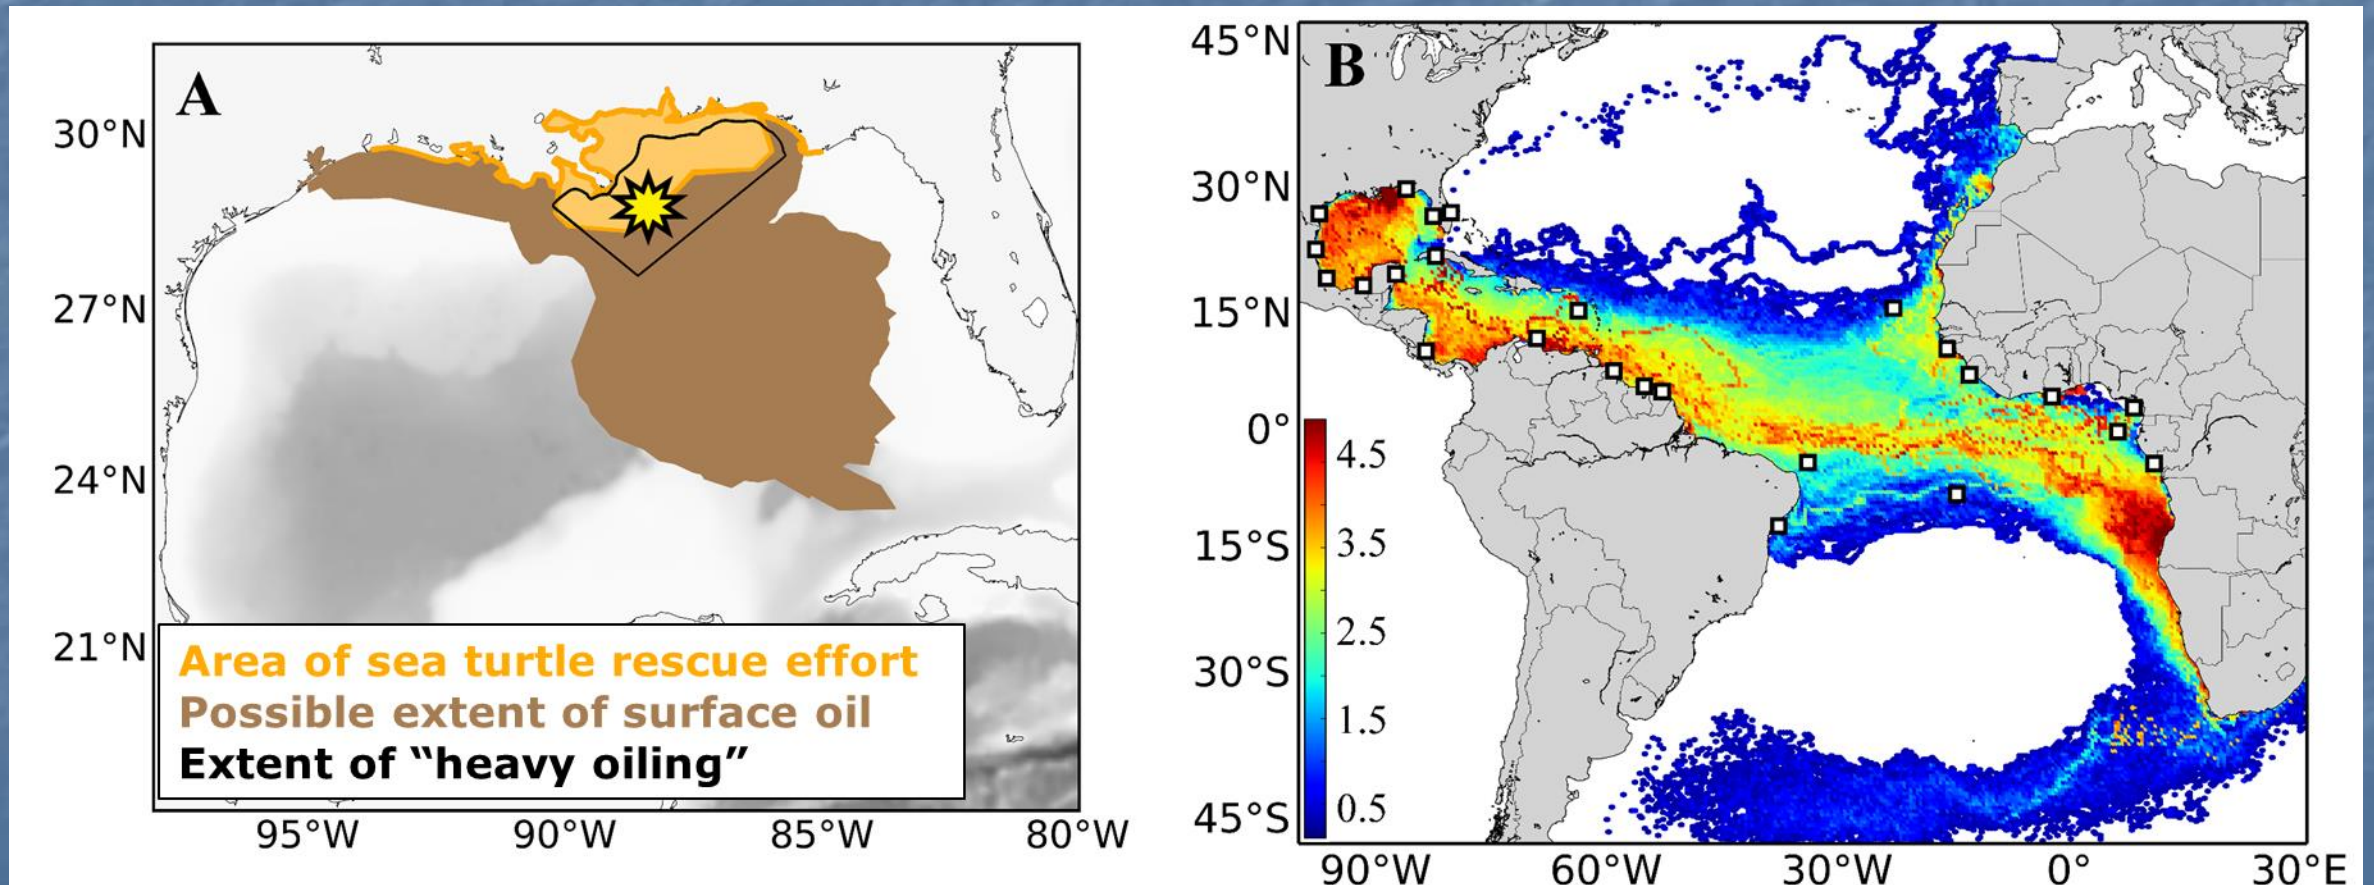 A
30°N
27°N
24°N
21°N
Area of sea turtle rescue effort
Possible extent of surface oil
Extent of “heavy oiling”
95°W 90°W 85°W 80°W
B
45°N
30°N
15°N
0°
15°S
30°S
45°S
4.5
3.5
2.5
1.5
0.5
90°W 60°W 30°W 0° 30°E